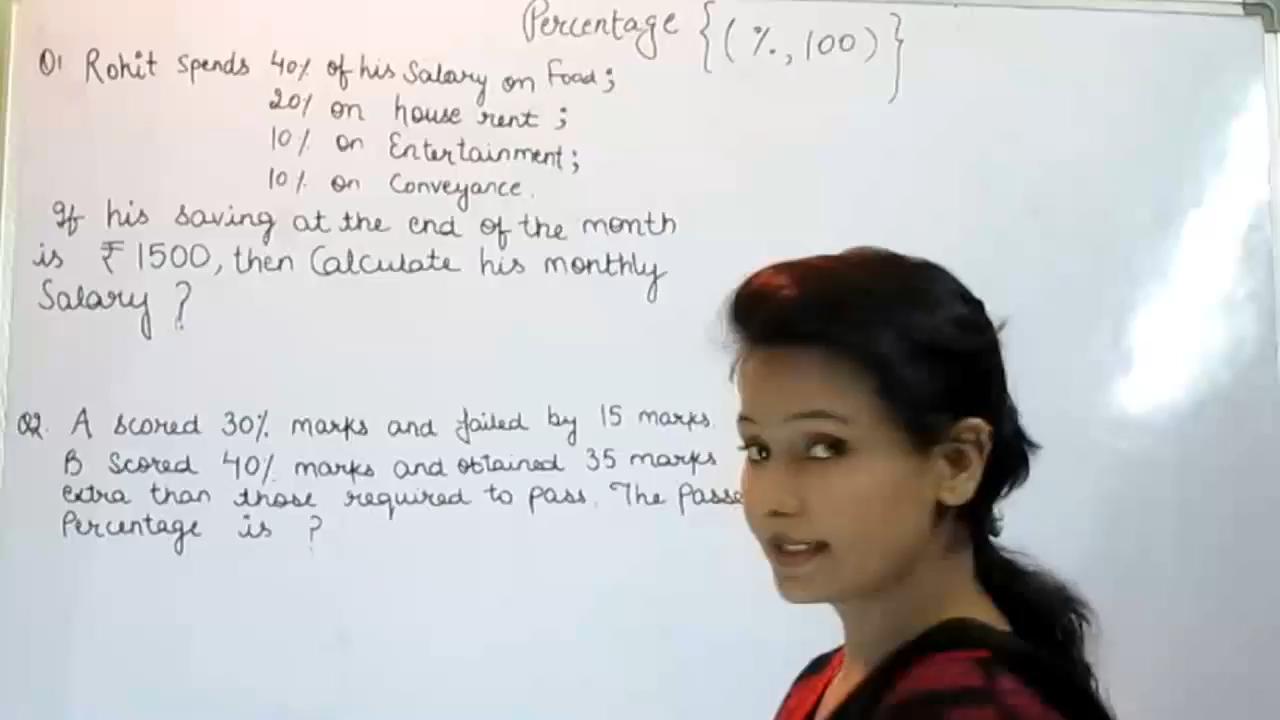 Percentage {(%, 100)}
Q1 Rohit spends 40% of his Salary on Food;
20% on house rent;
10% on Entertainment;
10% on Conveyance.
If his saving at the end of the month
is ₹ 1500, then Calculate his monthly
Salary?
Q2. A scored 30% marks and failed by 15 marks.
B scored 40% marks and obtained 35 marks
extra than those required to pass. The Passe
Percentage is ?